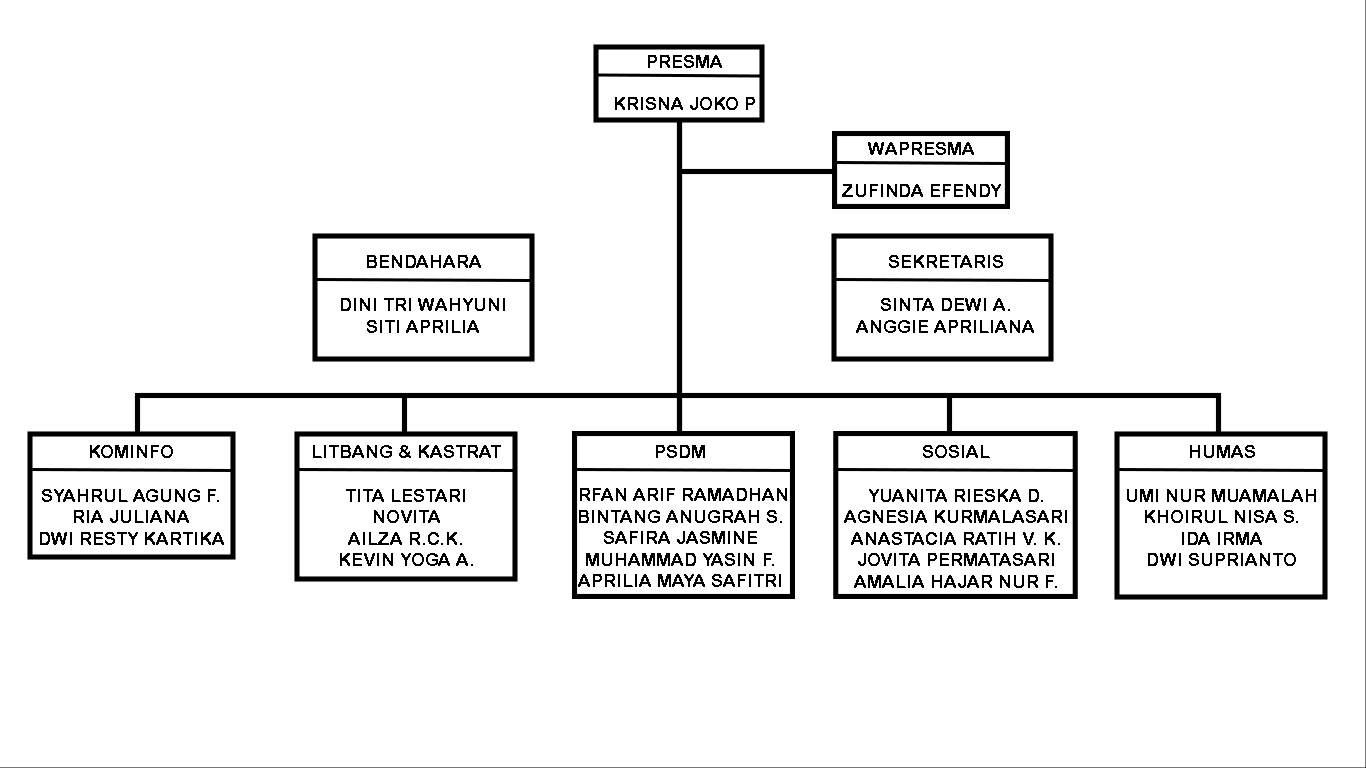 PRESMA
KRISNA JOKO P
WAPRESMA
ZUFINDA EFENDY
BENDAHARA
DINI TRI WAHYUNI
SITI APRILIA
SEKRETARIS
SINTA DEWI A.
ANGGIE APRILIANA
KOMINFO
SYAHRUL AGUNG F.
RIA JULIANA
DWI RESTY KARTIKA
LITBANG & KASTRAT
TITA LESTARI
NOVITA
AILZA R.C.K.
KEVIN YOGA A.
PSDM
RFAN ARIF RAMADHAN
BINTANG ANUGRAH S.
SAFIRA JASMINE
MUHAMMAD YASIN F.
APRILIA MAYA SAFITRI
SOSIAL
YUANITA RIESKA D.
AGNESIA KURMALASARI
ANASTACIA RATIH V. K.
JOVITA PERMATASARI
AMALIA HAJAR NUR F.
HUMAS
UMI NUR MUAMALAH
KHOIRUL NISA S.
IDA IRMA
DWI SUPRIANTO